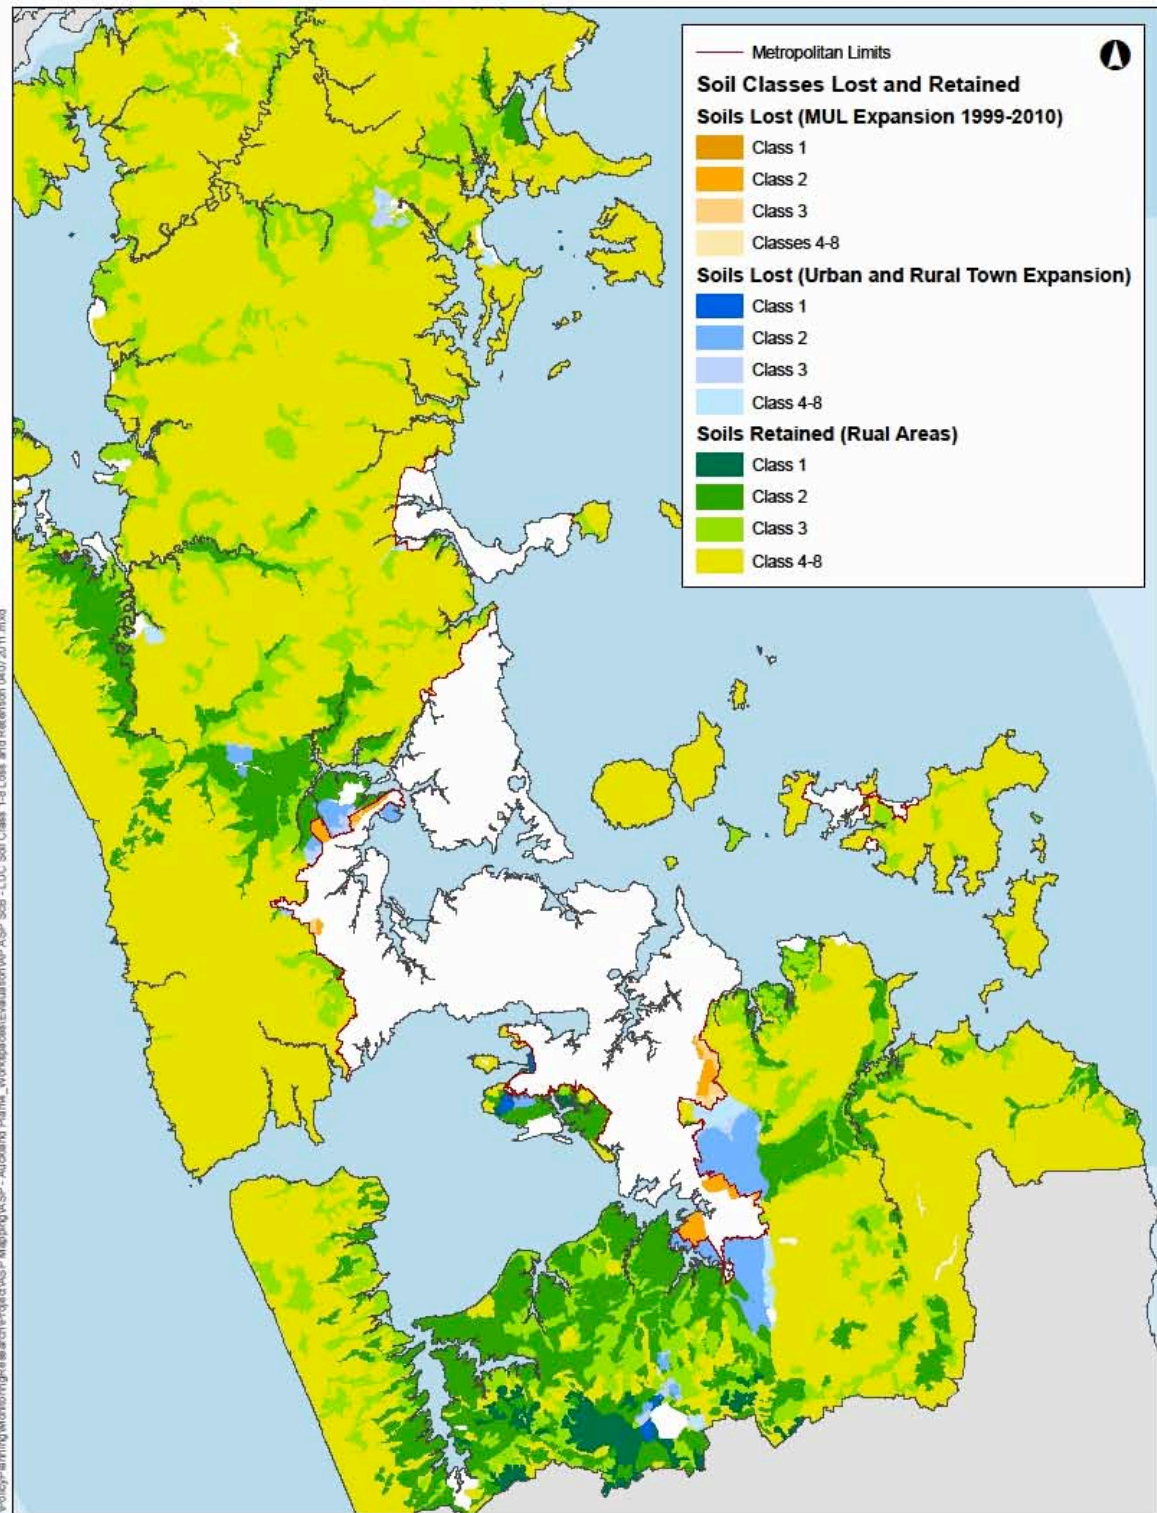 Metropolitan Limits
Soil Classes Lost and Retained
Soils Lost (MUL Expansion 1999-2010)
Class 1
Class 2
Class 3
Classes 4-8
Soils Lost (Urban and Rural Town Expansion)
Class 1
Class 2
Class 3
Class 4-8
Soils Retained (Rual Areas)
Class 1
Class 2
Class 3
Class 4-8